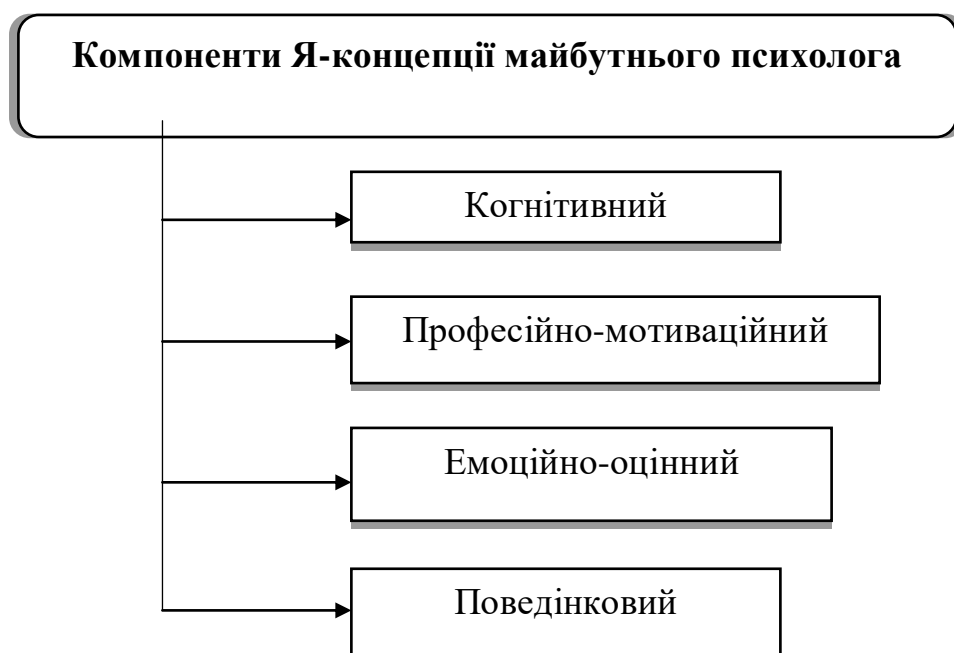 Компоненти Я-концепції майбутнього психолога
Когнітивний
Професійно-мотиваційний
Емоційно-оцінний
Поведінковий